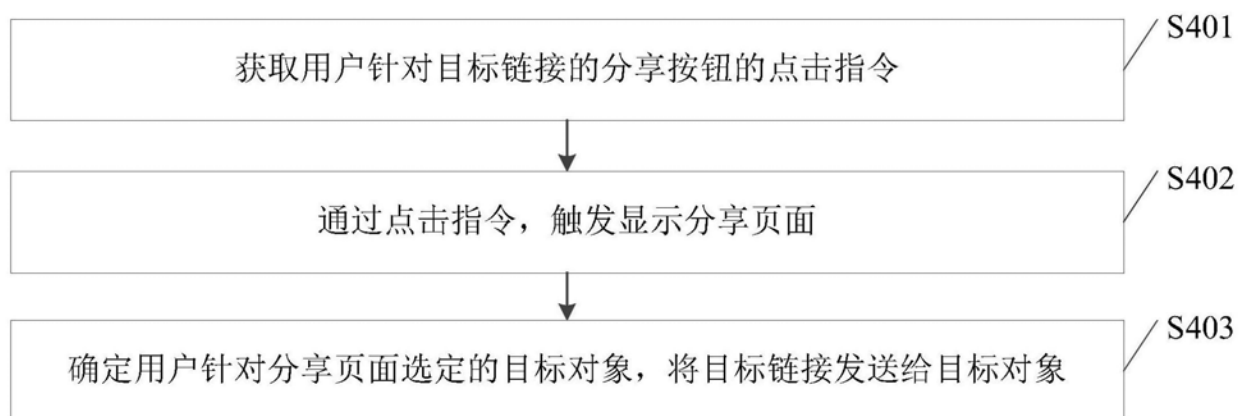 S401
获取用户针对目标链接的分享按钮的点击指令
S402
通过点击指令，触发显示分享页面
S403
确定用户针对分享页面选定的目标对象，将目标链接发送给目标对象